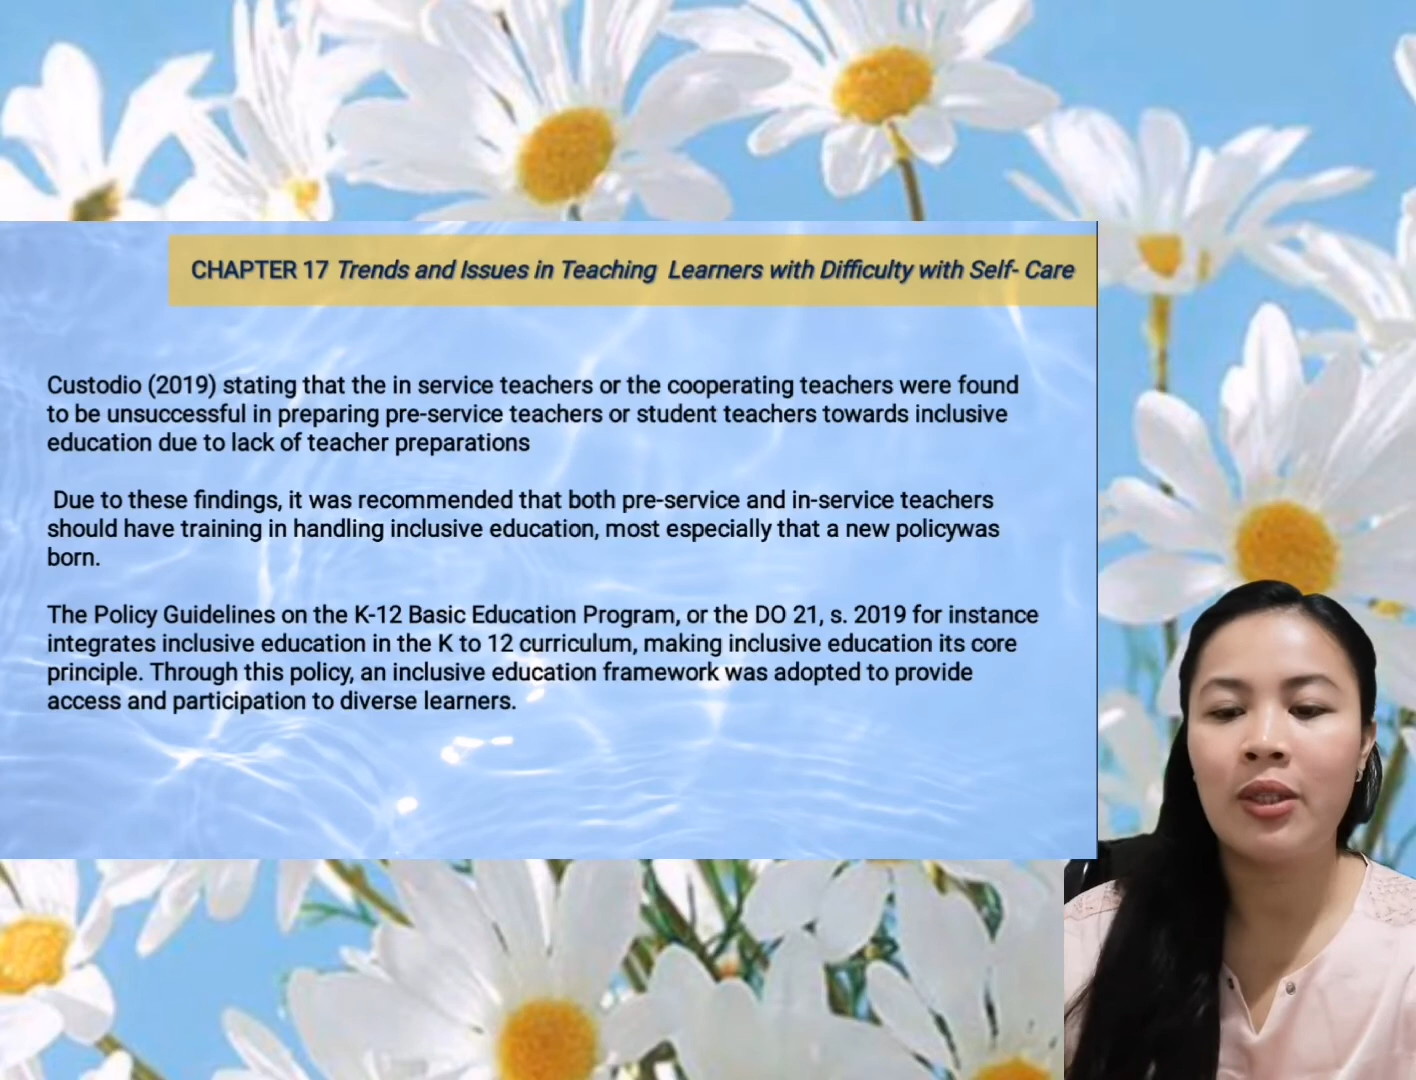 CHAPTER 17 Trends and Issues in Teaching Learners with Difficulty with Self- Care
Custodio (2019) stating that the in service teachers or the cooperating teachers were found
to be unsuccessful in preparing pre-service teachers or student teachers towards inclusive
education due to lack of teacher preparations
Due to these findings, it was recommended that both pre-service and in-service teachers
should have training in handling inclusive education, most especially that a new policywas
born.
The Policy Guidelines on the K-12 Basic Education Program, or the DO 21, s. 2019 for instance
integrates inclusive education in the K to 12 curriculum, making inclusive education its core
principle. Through this policy, an inclusive education framework was adopted to provide
access and participation to diverse learners.